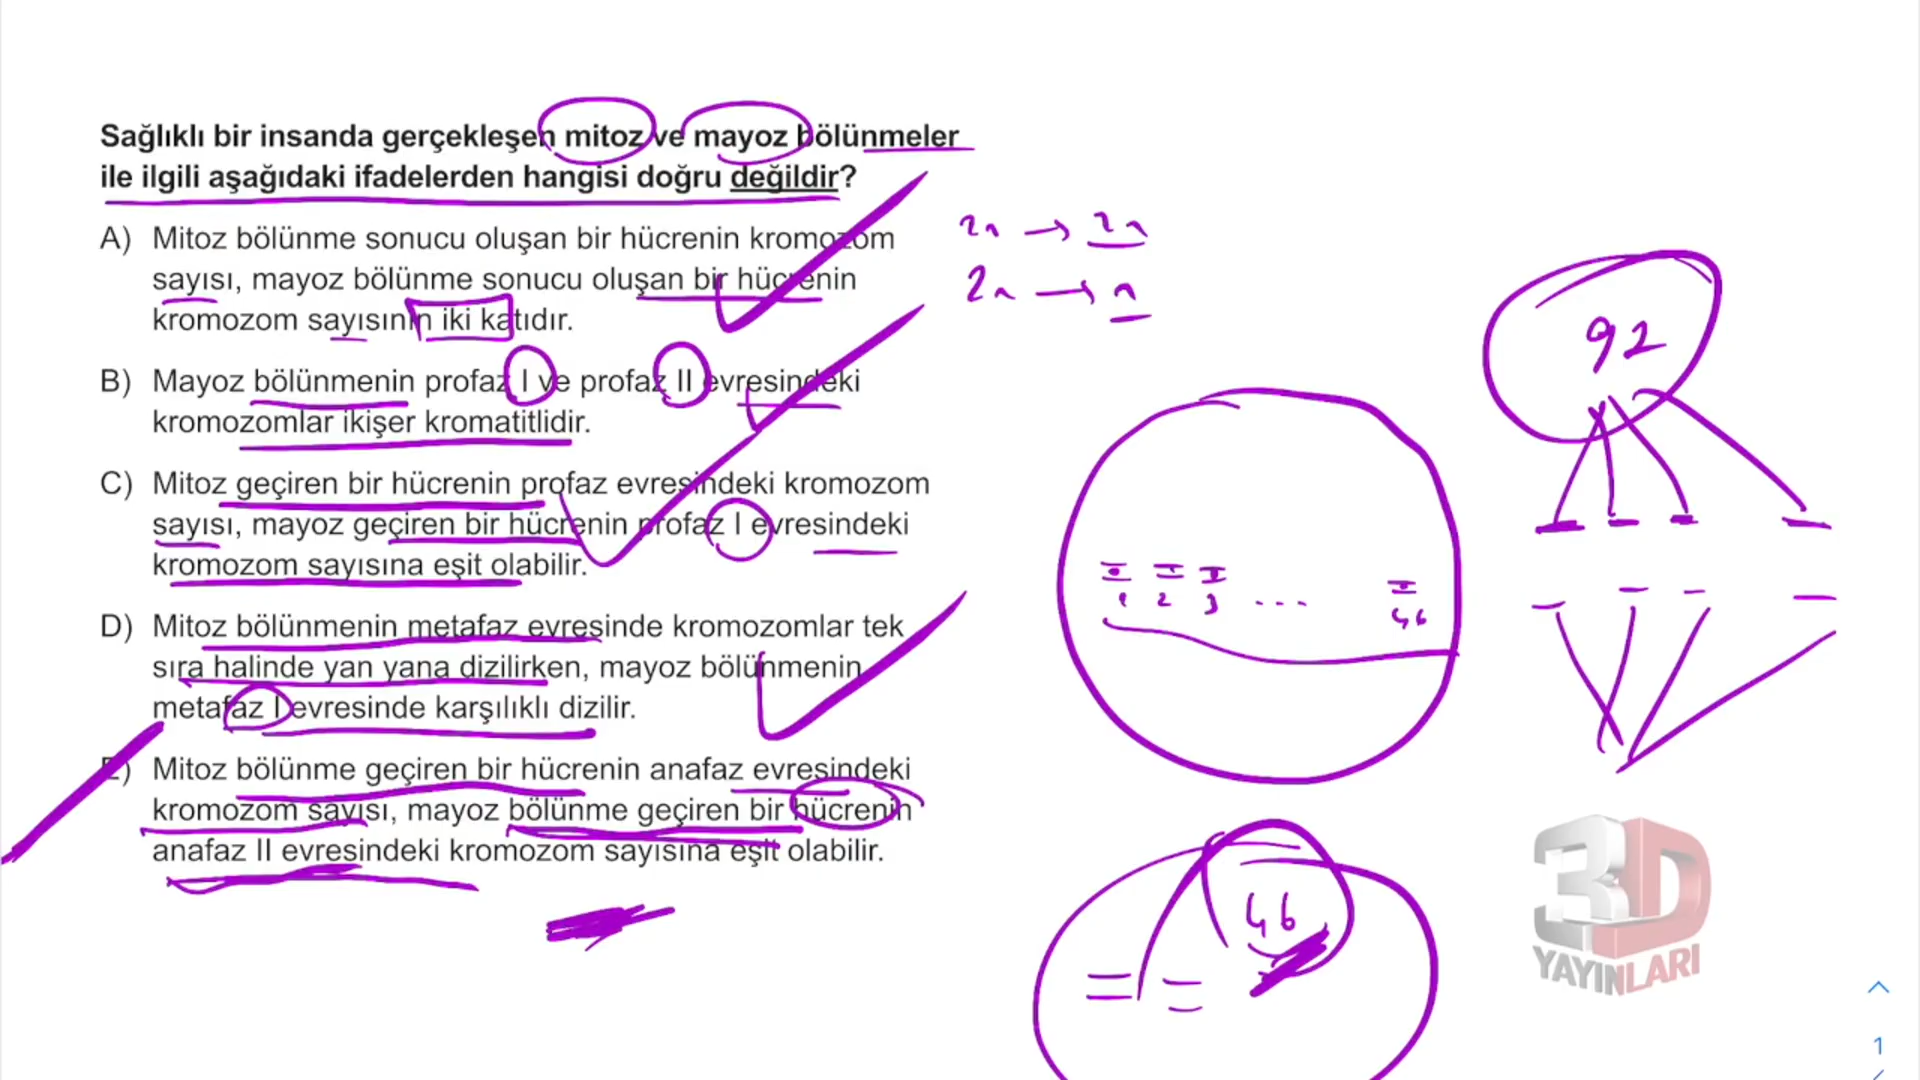 Sağlıklı bir insanda gerçekleşen mitoz ve mayoz bölünmeler
ile ilgili aşağıdaki ifadelerden hangisi doğru değildir?
A) Mitoz bölünme sonucu oluşan bir hücrenin kromozom
sayısı, mayoz bölünme sonucu oluşan bir hücrenin
kromozom sayısının iki katıdır.
B) Mayoz bölünmenin profaz I ve profaz II evresindeki
kromozomlar ikişer kromatitlidir.
C) Mitoz geçiren bir hücrenin profaz evresindeki kromozom
sayısı, mayoz geçiren bir hücrenin profaz I evresindeki
kromozom sayısına eşit olabilir.
D) Mitoz bölünmenin metafaz evresinde kromozomlar tek
sıra halinde yan yana dizilirken, mayoz bölünmenin
metafaz I evresinde karşılıklı dizilir.
E) Mitoz bölünme geçiren bir hücrenin anafaz evresindeki
kromozom sayısı, mayoz bölünme geçiren bir hücrenin
anafaz II evresindeki kromozom sayısına eşit olabilir.
2n → 2n
2n → n
92
1 2 3 ... 46
46
3D
YAYINLARI
1